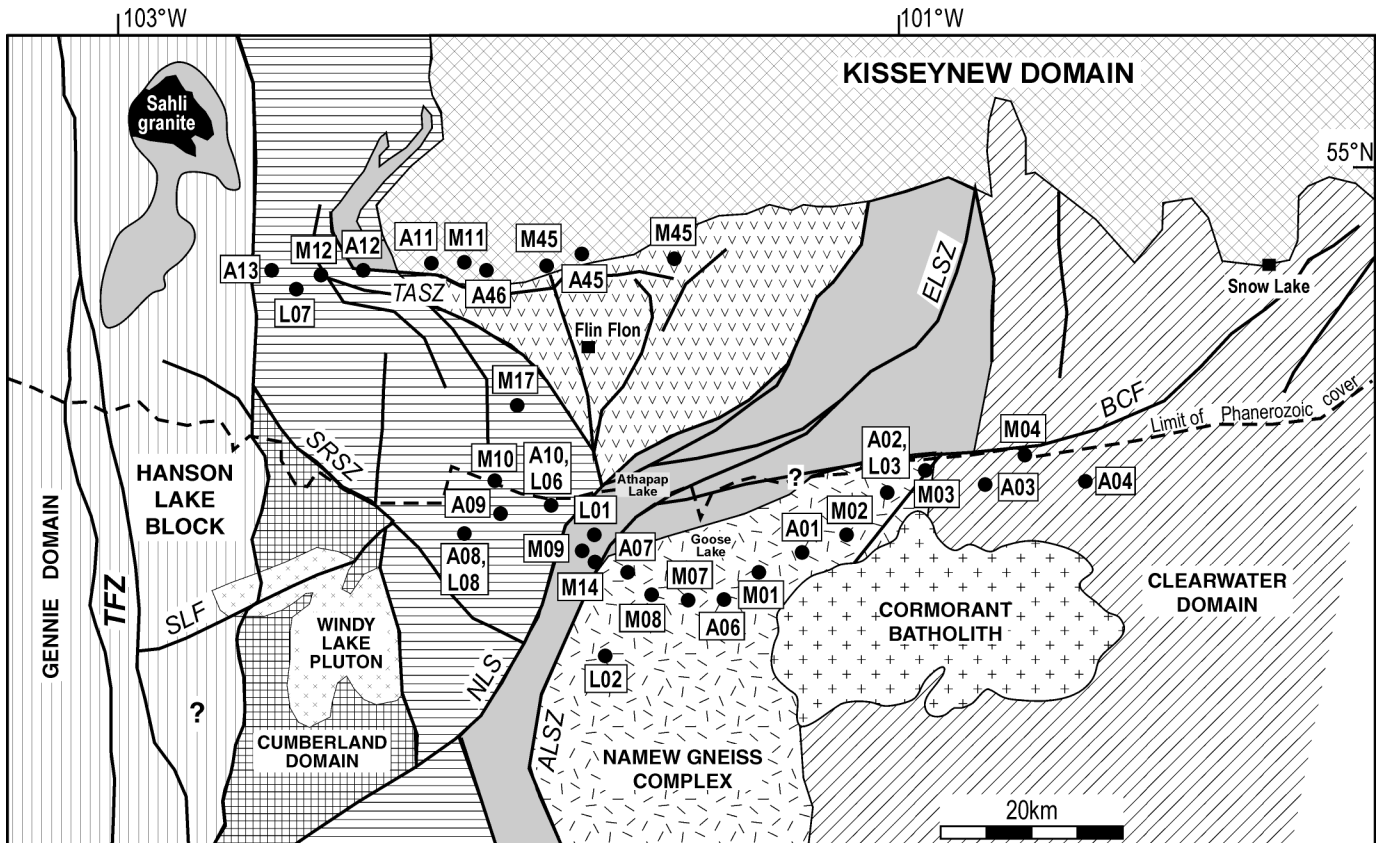 103°W
101°W
KISSEYNEW DOMAIN
Sahli
granite
55°N
A13
M12
A12
A11
M11
M45
M45
L07
TASZ
A46
A45
ELSZ
Snow Lake
Flin Flon
M17
BCF
Limit of Phanerozoic cover
SRSZ
HANSON
LAKE
BLOCK
M10
A10,
L06
Athapap
Lake
?
A02,
L03
M04
M03
A03
A04
A09
L01
M02
A01
Goose
Lake
M09
A07
A08,
L08
M14
M07
M01
M08
A06
GENNIE DOMAIN
TFZ
SLF
WINDY
LAKE
PLUTON
CORMORANT
BATHOLITH
CLEARWATER
DOMAIN
L02
NLS
ALSZ
?
CUMBERLAND
DOMAIN
NAMEW GNEISS
COMPLEX
20km